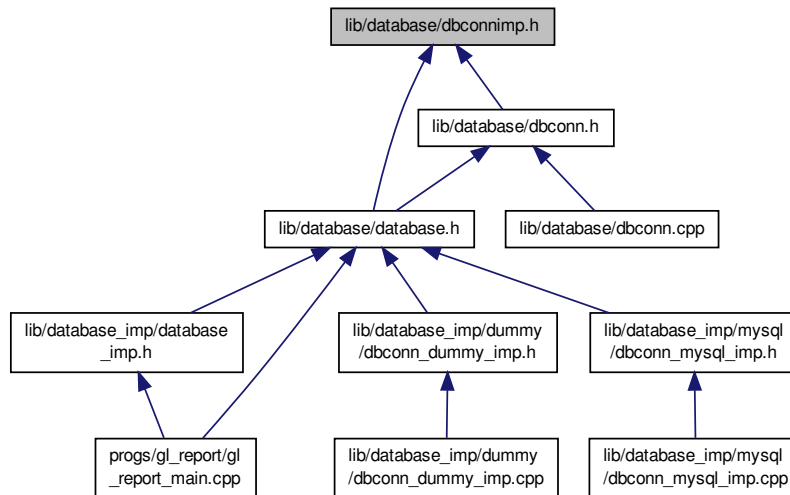 lib/database/dbconnimp.h
lib/database/dbconn.h
lib/database/database.h
lib/database/dbconn.cpp
lib/database_imp/database
_imp.h
lib/database_imp/dummy
/dbconn_dummy_imp.h
lib/database_imp/mysql
/dbconn_mysql_imp.h
progs/gl_report/gl
_report_main.cpp
lib/database_imp/dummy
/dbconn_dummy_imp.cpp
lib/database_imp/mysql
/dbconn_mysql_imp.cpp